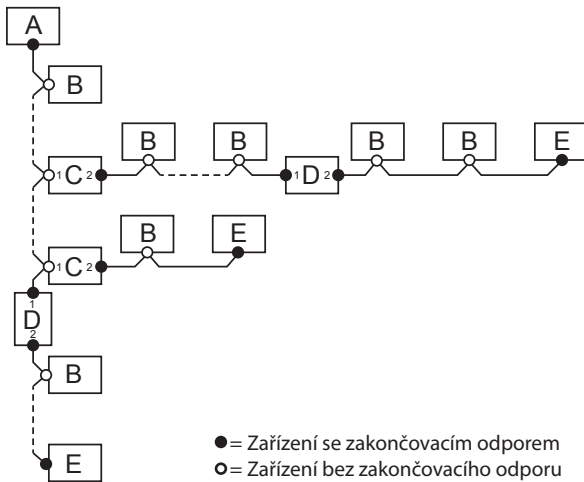 A
B
B
B
B
B
E
1 C 2
1 D 2
B
E
1 C 2
1
D
2
B
E
= Zařízení se zakončovacím odporem
= Zařízení bez zakončovacího odporu